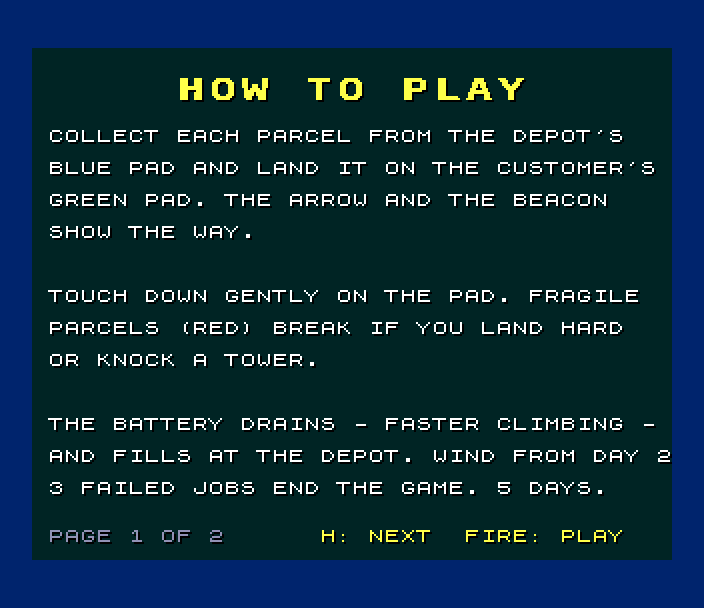 HOW TO PLAY
COLLECT EACH PARCEL FROM THE DEPOT'S
BLUE PAD AND LAND IT ON THE CUSTOMER'S
GREEN PAD. THE ARROW AND THE BEACON
SHOW THE WAY.
TOUCH DOWN GENTLY ON THE PAD. FRAGILE
PARCELS (RED) BREAK IF YOU LAND HARD
OR KNOCK A TOWER.
THE BATTERY DRAINS - FASTER CLIMBING -
AND FILLS AT THE DEPOT. WIND FROM DAY 2
3 FAILED JOBS END THE GAME. 5 DAYS.
PAGE 1 OF 2 H: NEXT FIRE: PLAY